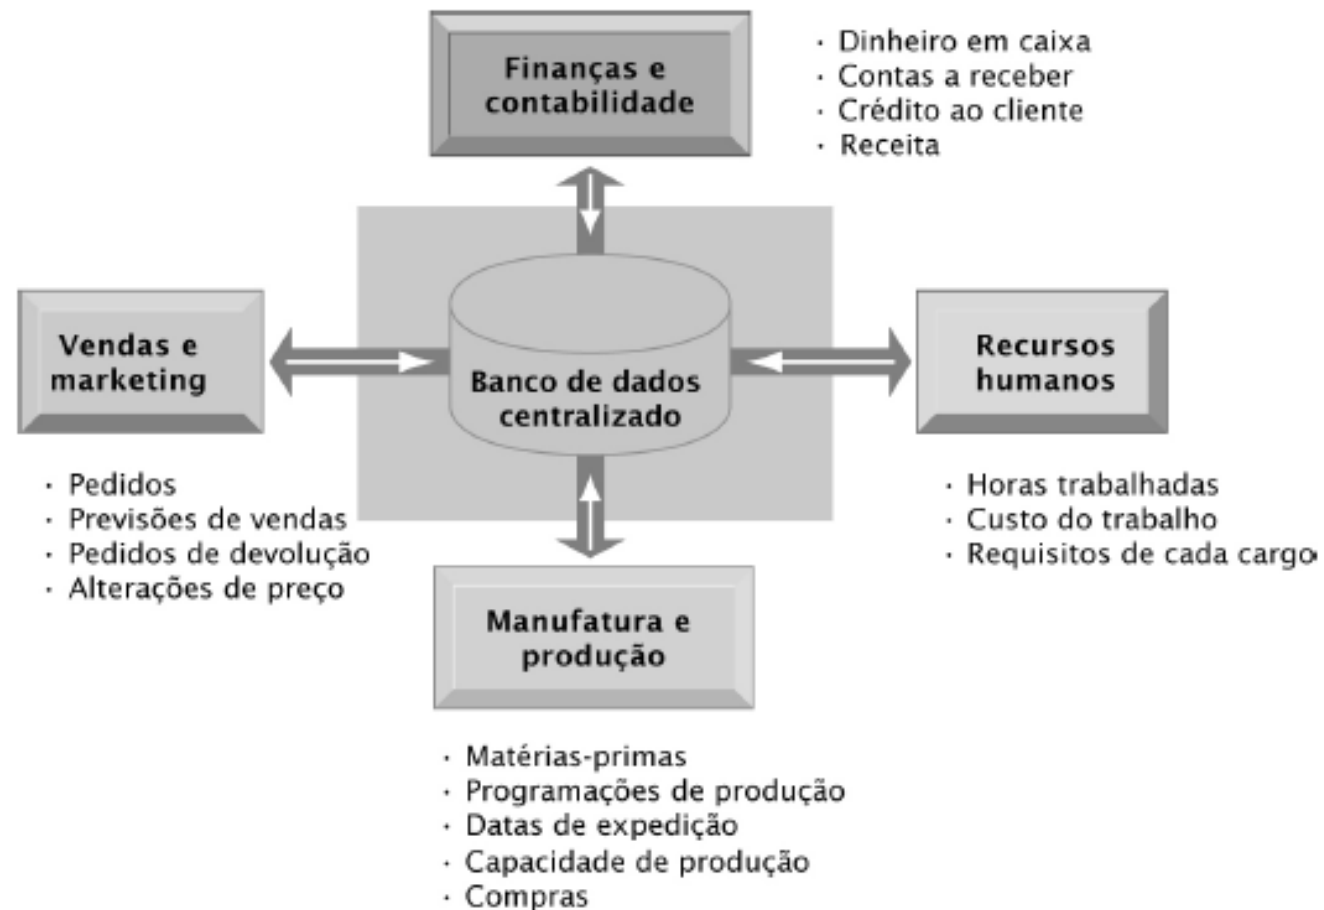 Finanças e
contabilidade
· Dinheiro em caixa
· Contas a receber
· Crédito ao cliente
· Receita
Vendas e
marketing
Banco de dados
centralizado
Recursos
humanos
· Pedidos
· Previsões de vendas
· Pedidos de devolução
· Alterações de preço
· Horas trabalhadas
· Custo do trabalho
· Requisitos de cada cargo
Manufatura e
produção
· Matérias-primas
· Programações de produção
· Datas de expedição
· Capacidade de produção
· Compras